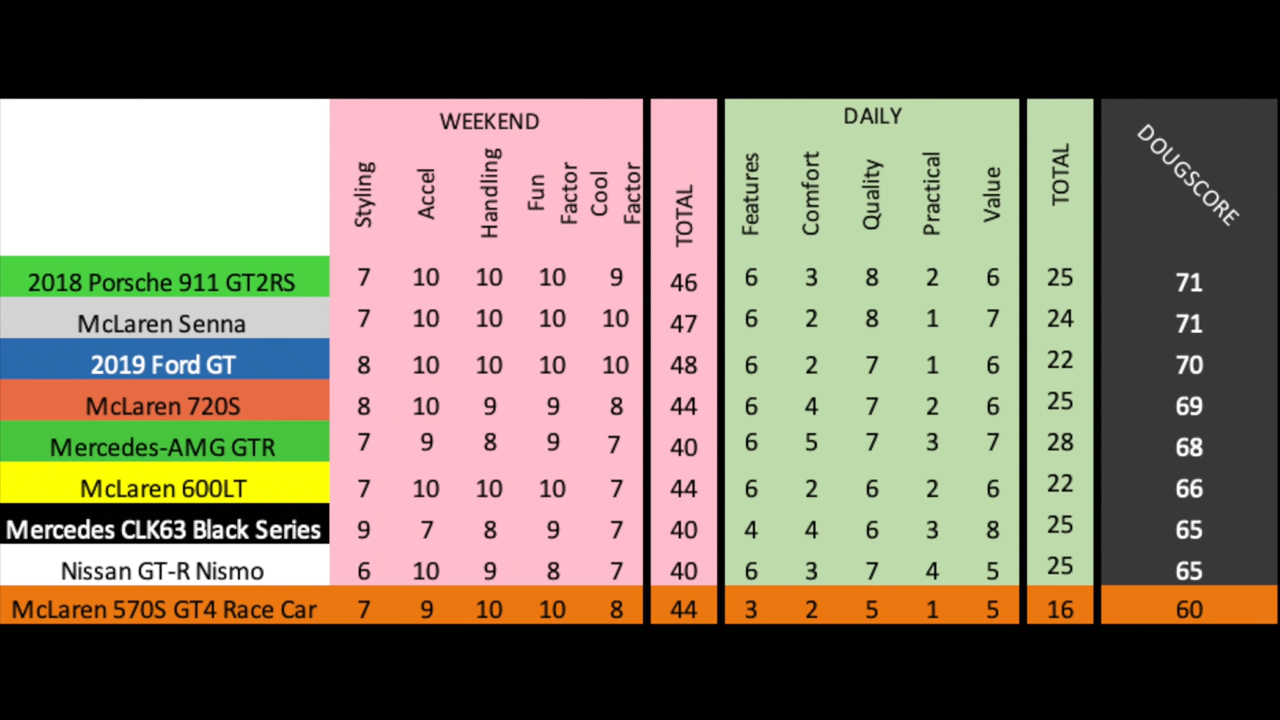 WEEKEND DAILY
Styling Accel Handling Fun Factor Cool Factor TOTAL Features Comfort Quality Practical Value TOTAL DOUGSCORE
2018 Porsche 911 GT2RS 7 10 10 10 9 46 6 3 8 2 6 25 71
McLaren Senna 7 10 10 10 10 47 6 2 8 1 7 24 71
2019 Ford GT 8 10 10 10 10 48 6 2 7 1 6 22 70
McLaren 720S 8 10 9 9 8 44 6 4 7 2 6 25 69
Mercedes-AMG GTR 7 9 8 9 7 40 6 5 7 3 7 28 68
McLaren 600LT 7 10 10 10 7 44 6 2 6 2 6 22 66
Mercedes CLK63 Black Series 9 7 8 9 7 40 4 4 6 3 8 25 65
Nissan GT-R Nismo 6 10 9 8 7 40 6 3 7 4 5 25 65
McLaren 570S GT4 Race Car 7 9 10 10 8 44 3 2 5 1 5 16 60